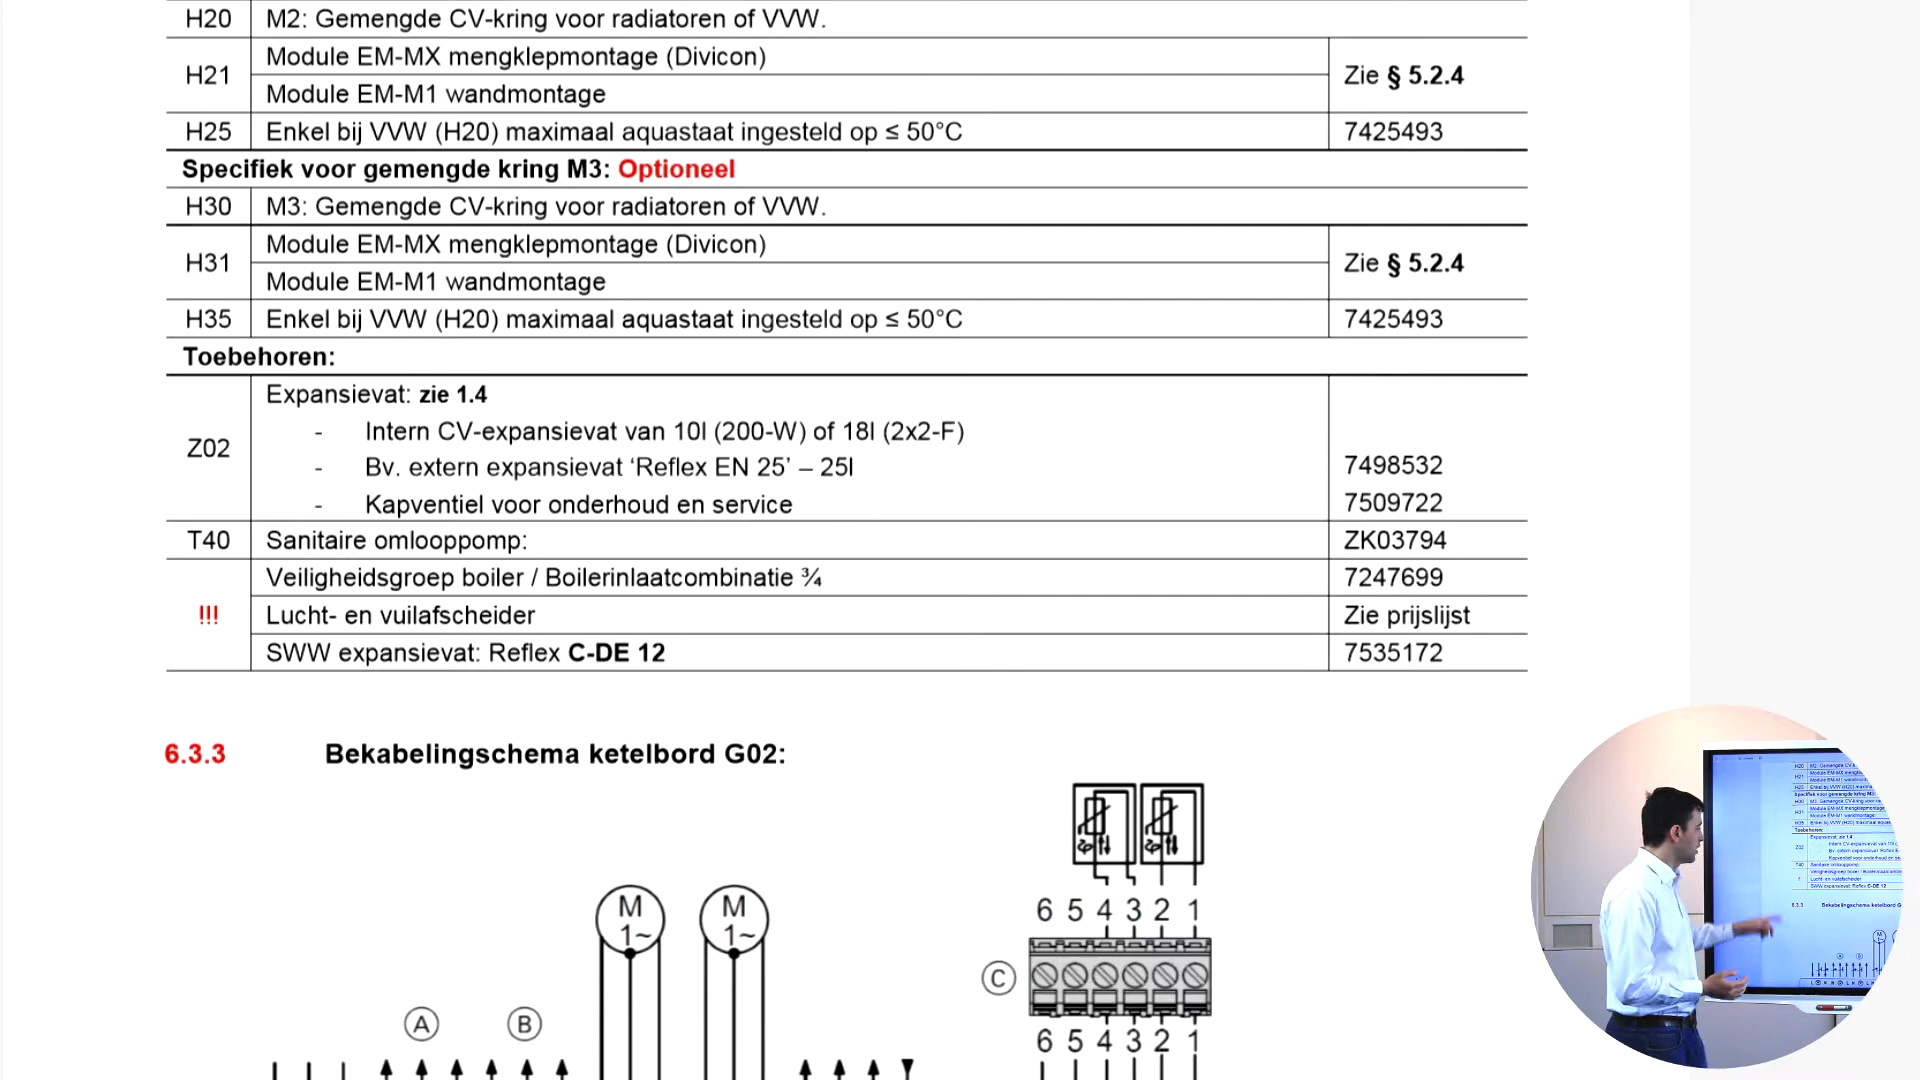 H20 M2: Gemengde CV-kring voor radiatoren of VVW.
H21 Module EM-MX mengklepmontage (Divicon) Zie § 5.2.4
Module EM-M1 wandmontage
H25 Enkel bij VVW (H20) maximaal aquastaat ingesteld op ≤ 50°C 7425493
Specifiek voor gemengde kring M3: Optioneel
H30 M3: Gemengde CV-kring voor radiatoren of VVW.
H31 Module EM-MX mengklepmontage (Divicon) Zie § 5.2.4
Module EM-M1 wandmontage
H35 Enkel bij VVW (H20) maximaal aquastaat ingesteld op ≤ 50°C 7425493
Toebehoren:
Z02 Expansievat: zie 1.4
- Intern CV-expansievat van 10l (200-W) of 18l (2x2-F)
- Bv. extern expansievat ‘Reflex EN 25’ – 25l 7498532
- Kapventiel voor onderhoud en service 7509722
T40 Sanitaire omlooppomp: ZK03794
!!! Veiligheidsgroep boiler / Boilerinlaatcombinatie ¾ 7247699
Lucht- en vuilafscheider Zie prijslijst
SWW expansievat: Reflex C-DE 12 7535172
6.3.3 Bekabelingschema ketelbord G02:
M M
1~ 1~
6 5 4 3 2 1
C
A B
6 5 4 3 2 1